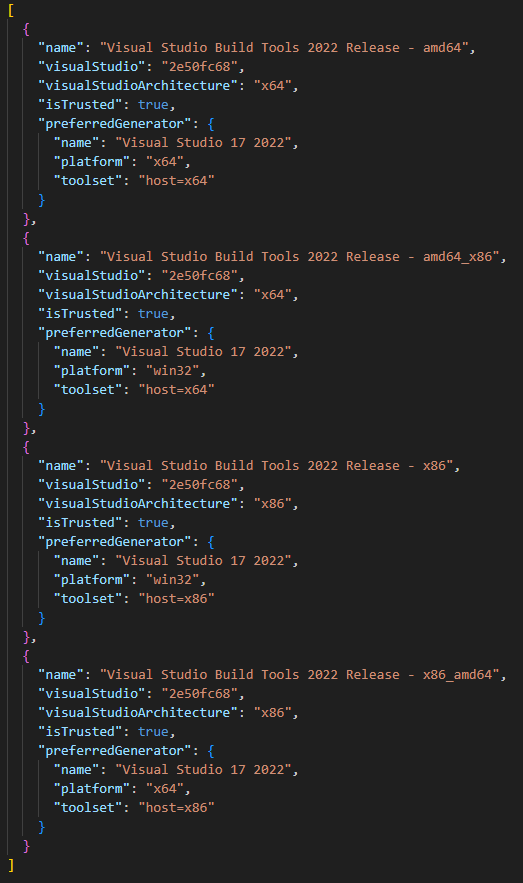 [
  {
    "name": "Visual Studio Build Tools 2022 Release - amd64",
    "visualStudio": "2e50fc68",
    "visualStudioArchitecture": "x64",
    "isTrusted": true,
    "preferredGenerator": {
      "name": "Visual Studio 17 2022",
      "platform": "x64",
      "toolset": "host=x64"
    }
  },
  {
    "name": "Visual Studio Build Tools 2022 Release - amd64_x86",
    "visualStudio": "2e50fc68",
    "visualStudioArchitecture": "x64",
    "isTrusted": true,
    "preferredGenerator": {
      "name": "Visual Studio 17 2022",
      "platform": "win32",
      "toolset": "host=x64"
    }
  },
  {
    "name": "Visual Studio Build Tools 2022 Release - x86",
    "visualStudio": "2e50fc68",
    "visualStudioArchitecture": "x86",
    "isTrusted": true,
    "preferredGenerator": {
      "name": "Visual Studio 17 2022",
      "platform": "win32",
      "toolset": "host=x86"
    }
  },
  {
    "name": "Visual Studio Build Tools 2022 Release - x86_amd64",
    "visualStudio": "2e50fc68",
    "visualStudioArchitecture": "x86",
    "isTrusted": true,
    "preferredGenerator": {
      "name": "Visual Studio 17 2022",
      "platform": "x64",
      "toolset": "host=x86"
    }
  }
]